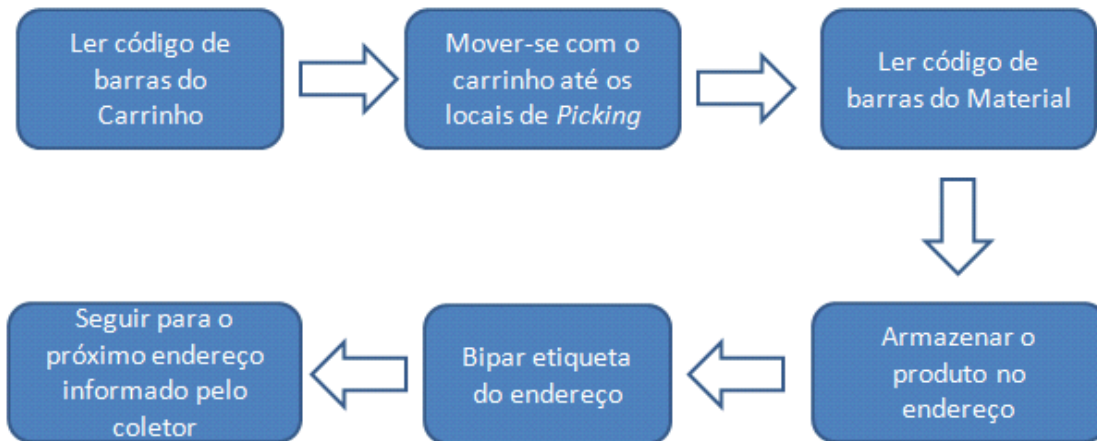 Ler código de
barras do
Carrinho
Mover-se com o
carrinho até os
locais de Picking
Ler código de
barras do Material
Armazenar o
produto no
endereço
Bipar etiqueta
do endereço
Seguir para o
próximo endereço
informado pelo
coletor